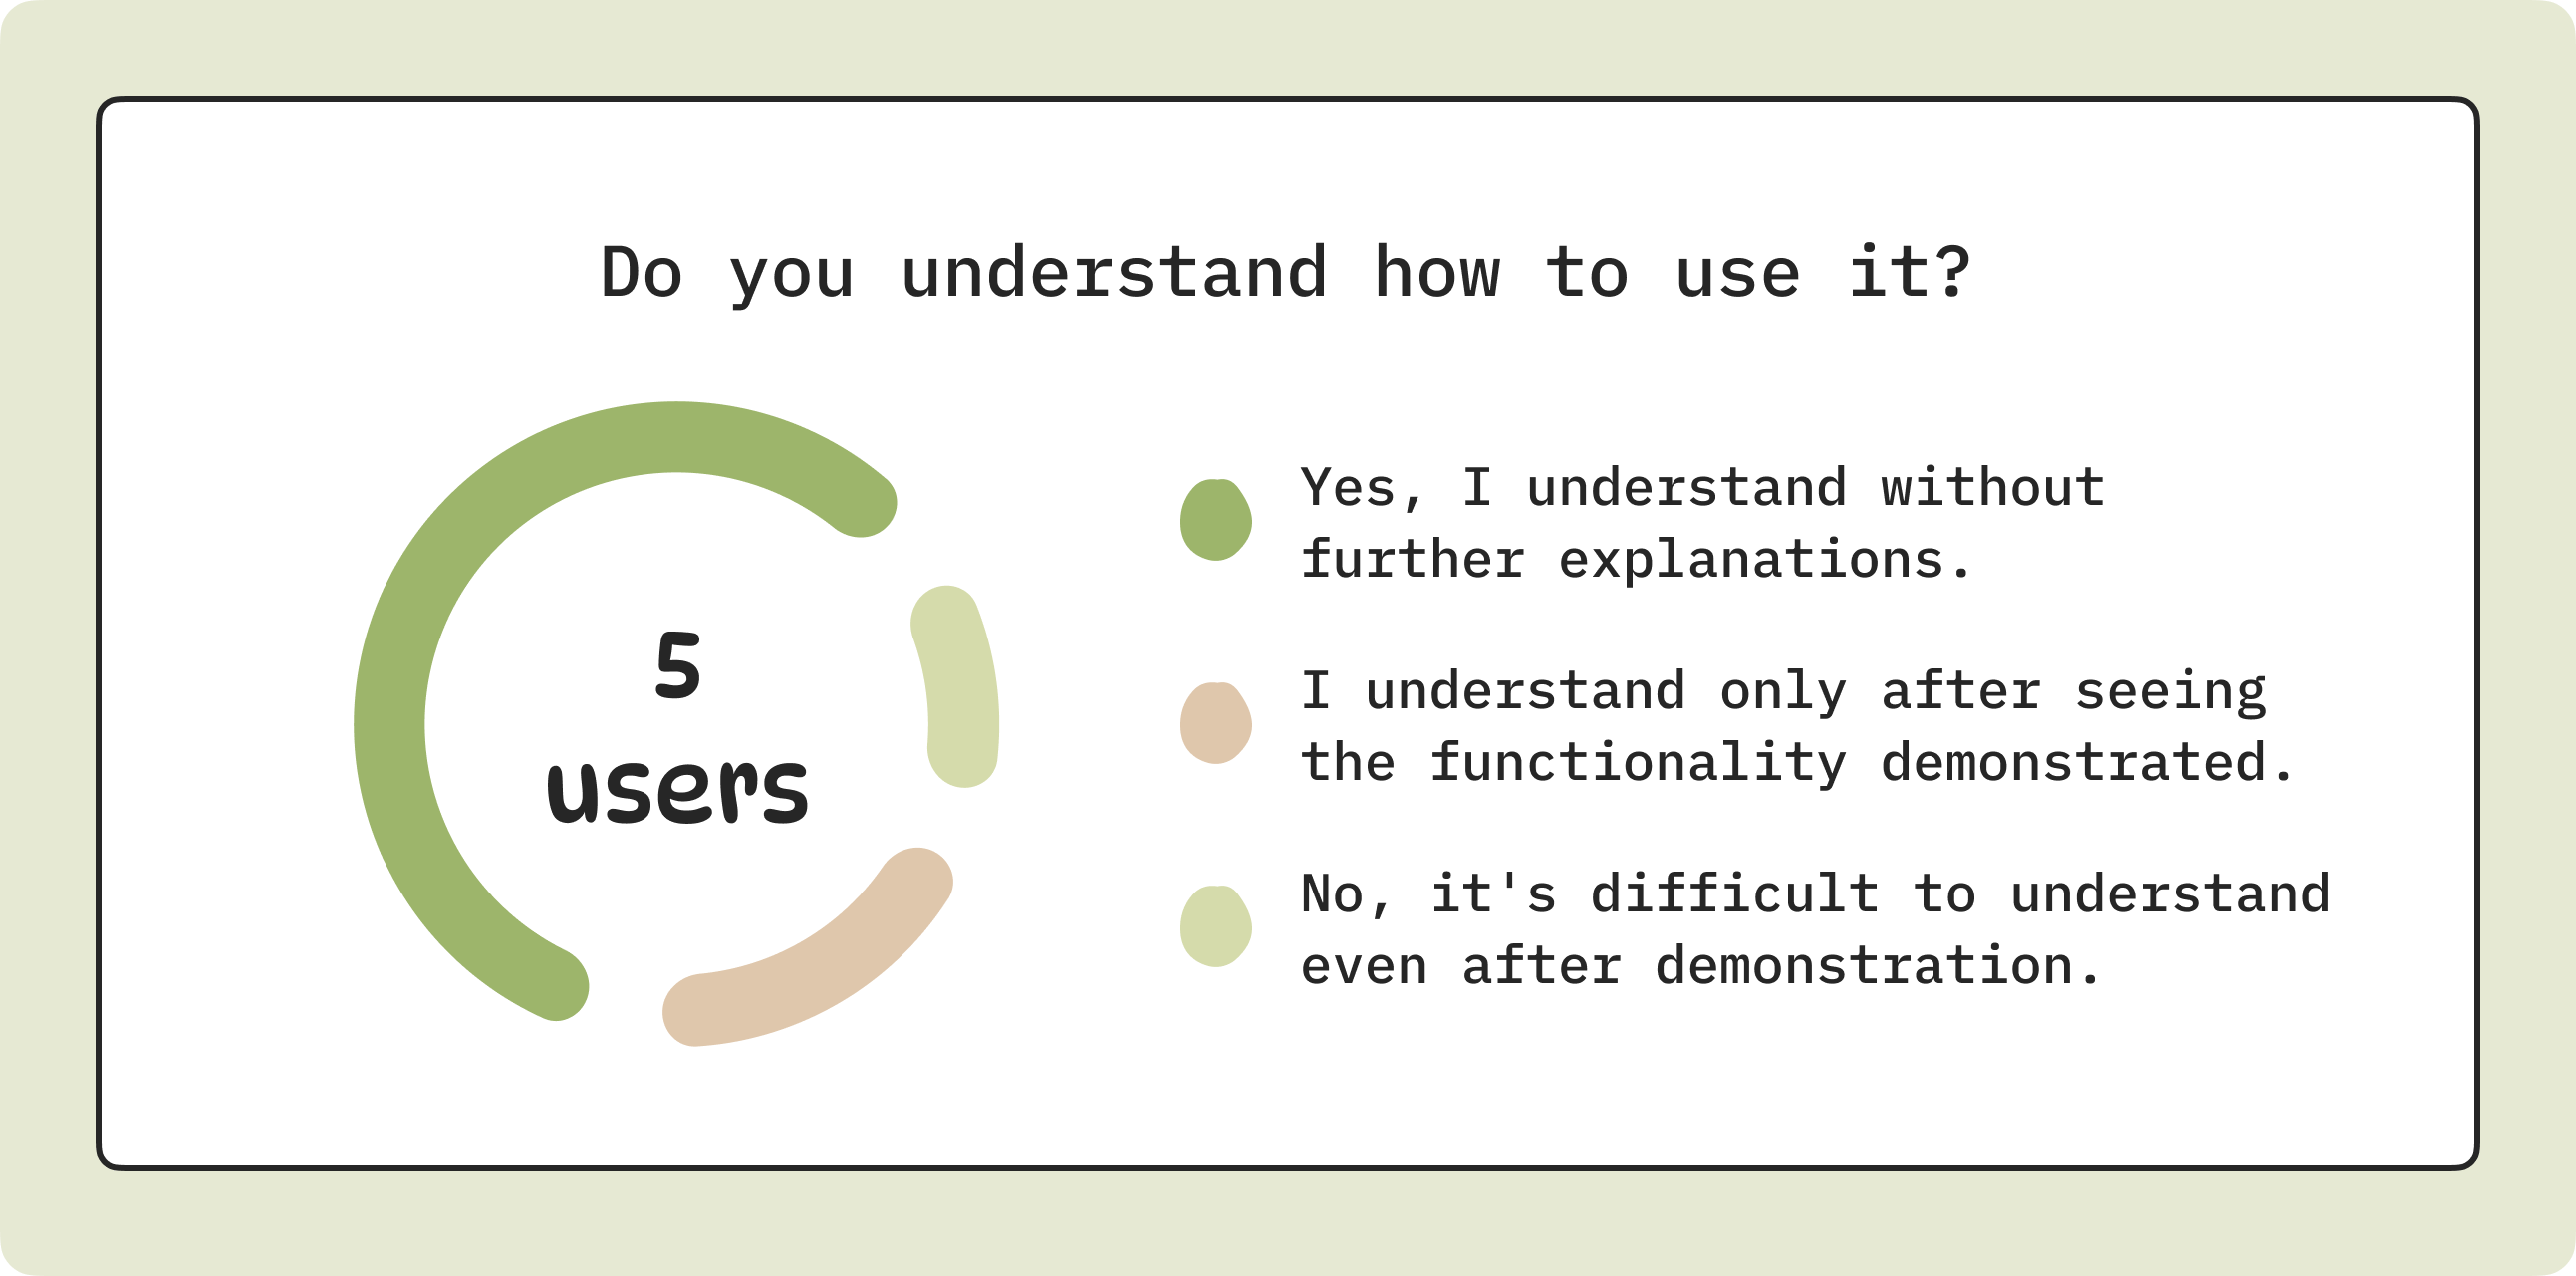 Do you understand how to use it?
5
users
Yes, I understand without
further explanations.
I understand only after seeing
the functionality demonstrated.
No, it's difficult to understand
even after demonstration.